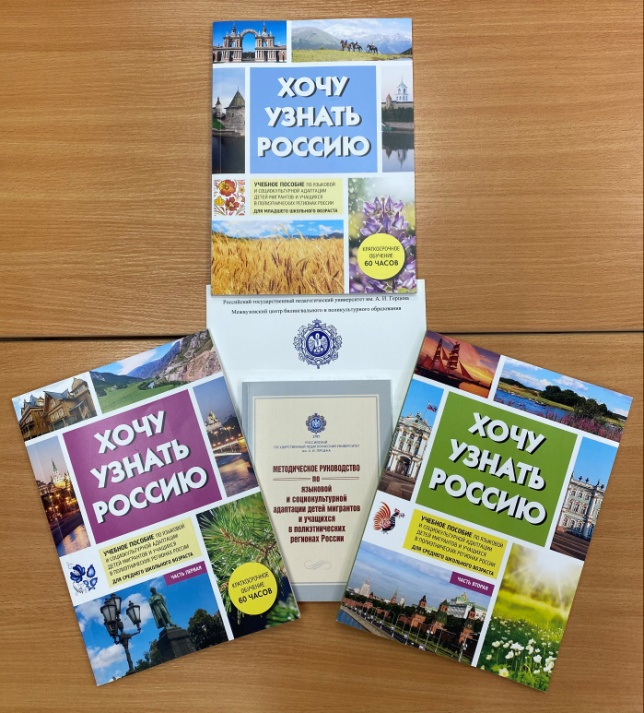 ХОЧУ
УЗНАТЬ
РОССИЮ
УЧЕБНОЕ ПОСОБИЕ ПО ЯЗЫКОВОЙ
И СОЦИОКУЛЬТУРНОЙ АДАПТАЦИИ
ДЕТЕЙ МИГРАНТОВ И УЧАЩИХСЯ
В ПОЛИЭТНИЧЕСКИХ РЕГИОНАХ РОССИИ
ДЛЯ МЛАДШЕГО ШКОЛЬНОГО ВОЗРАСТА
КРАТКОСРОЧНОЕ
ОБУЧЕНИЕ
60 ЧАСОВ
Российский государственный педагогический университет им. А. И. Герцена
Межвузовский центр билингвального и поликультурного образования
ХОЧУ
УЗНАТЬ
РОССИЮ
УЧЕБНОЕ ПОСОБИЕ ПО ЯЗЫКОВОЙ
И СОЦИОКУЛЬТУРНОЙ АДАПТАЦИИ
ДЕТЕЙ МИГРАНТОВ И УЧАЩИХСЯ
В ПОЛИЭТНИЧЕСКИХ РЕГИОНАХ РОССИИ
ДЛЯ СРЕДНЕГО ШКОЛЬНОГО ВОЗРАСТА
ЧАСТЬ ПЕРВАЯ
КРАТКОСРОЧНОЕ
ОБУЧЕНИЕ
60 ЧАСОВ
1797
РОССИЙСКИЙ
ГОСУДАРСТВЕННЫЙ ПЕДАГОГИЧЕСКИЙ УНИВЕРСИТЕТ
им. А. И. ГЕРЦЕНА
МЕТОДИЧЕСКОЕ РУКОВОДСТВО
по
языковой
и социокультурной
адаптации детей мигрантов
и учащихся
в полиэтнических
регионах России
ХОЧУ
УЗНАТЬ
РОССИЮ
УЧЕБНОЕ ПОСОБИЕ ПО ЯЗЫКОВОЙ
И СОЦИОКУЛЬТУРНОЙ АДАПТАЦИИ
ДЕТЕЙ МИГРАНТОВ И УЧАЩИХСЯ
В ПОЛИЭТНИЧЕСКИХ РЕГИОНАХ РОССИИ
ДЛЯ СРЕДНЕГО ШКОЛЬНОГО ВОЗРАСТА
ЧАСТЬ ВТОРАЯ